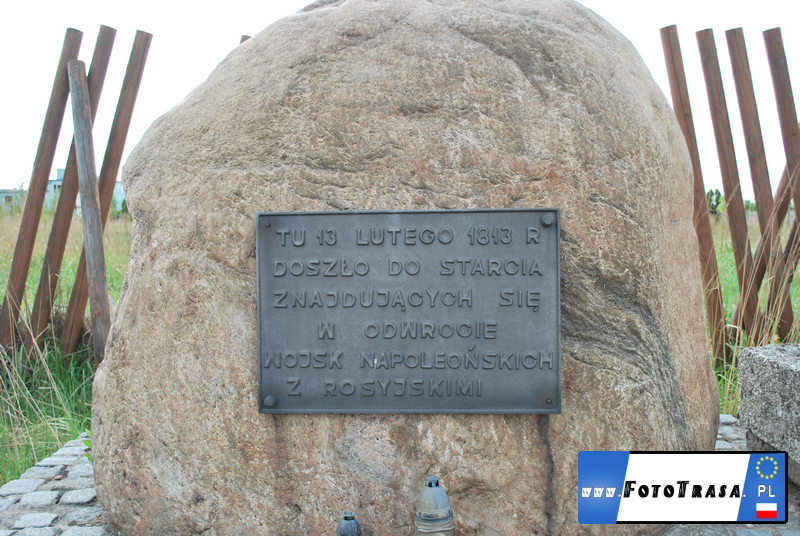 TU 13 LUTEGO 1813 R
DOSZŁO DO STARCIA
ZNAJDUJĄCYCH SIĘ
W ODWROCIE
WOJSK NAPOLEOŃSKICH
Z ROSYJSKIMI
www.FotoTrasa.PL